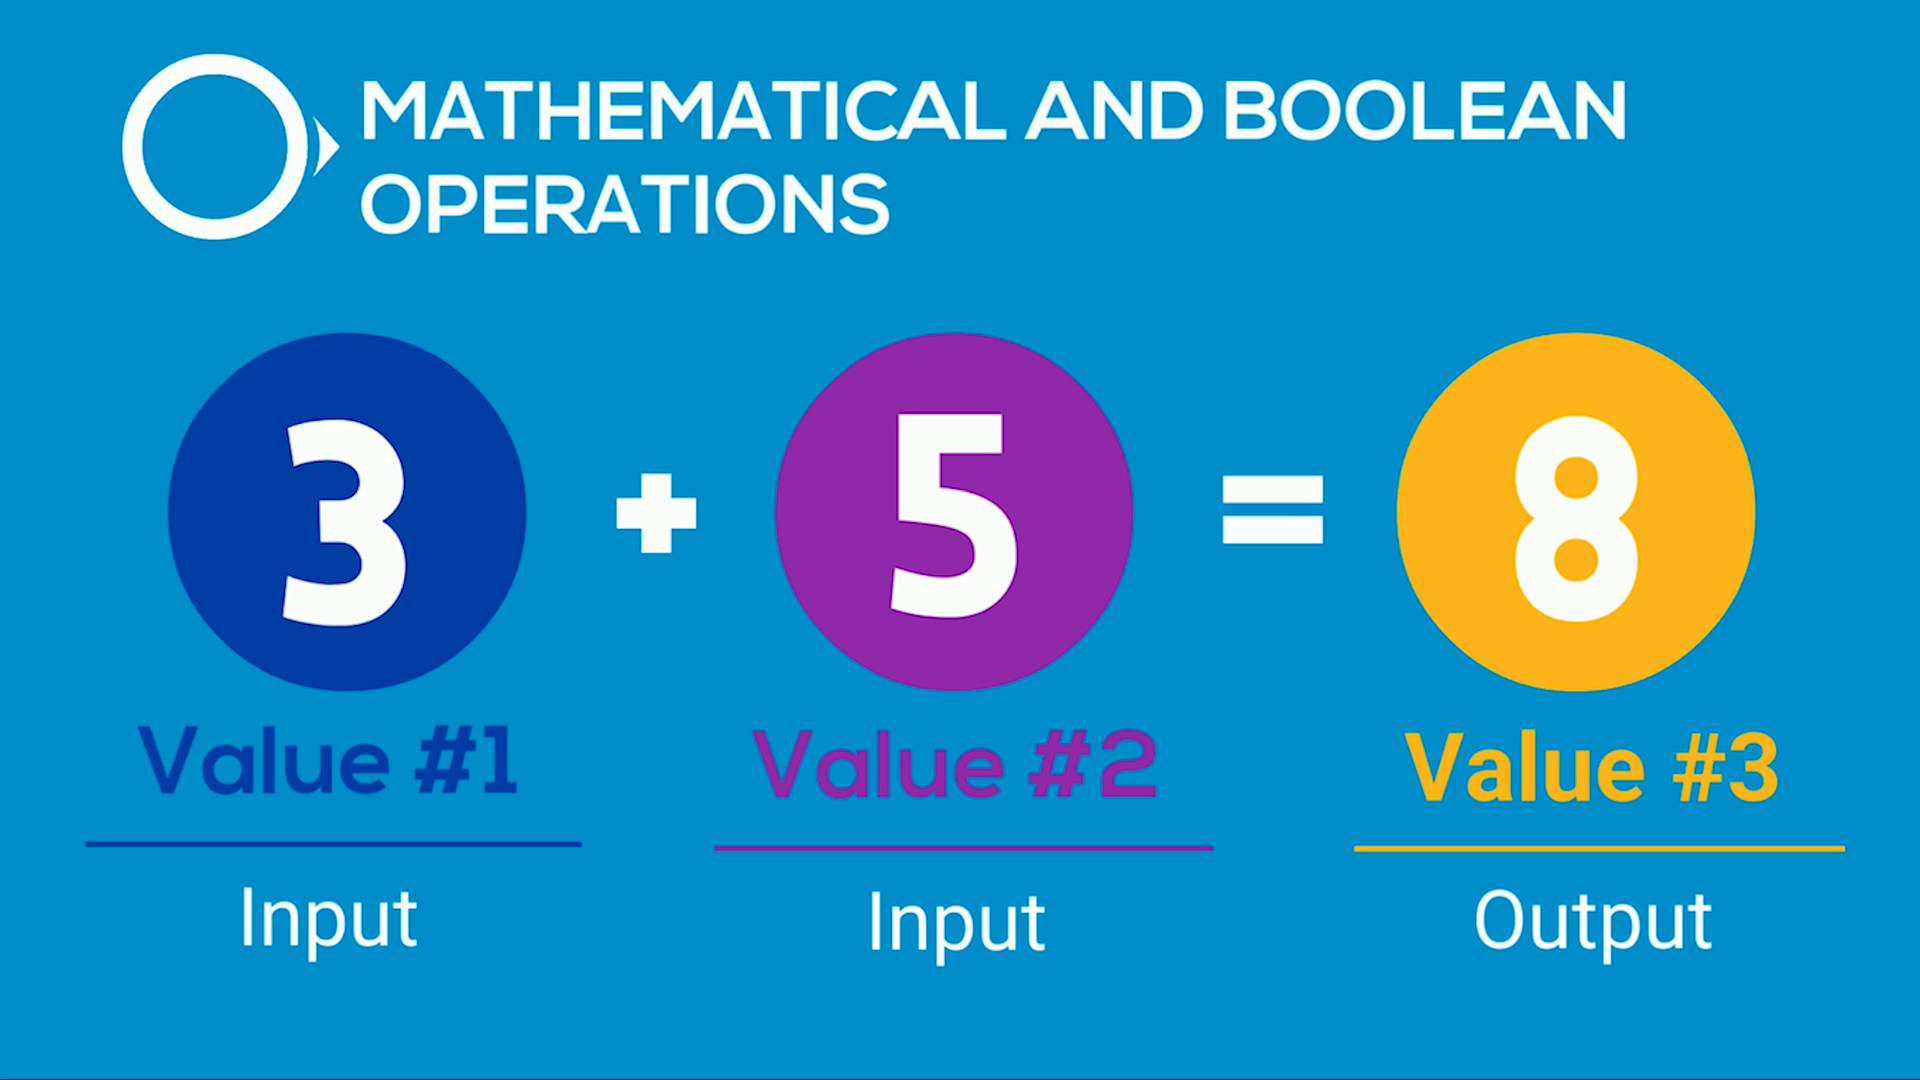 MATHEMATICAL AND BOOLEAN
OPERATIONS
3 + 5 = 8
Value #1 Value #2 Value #3
Input Input Output